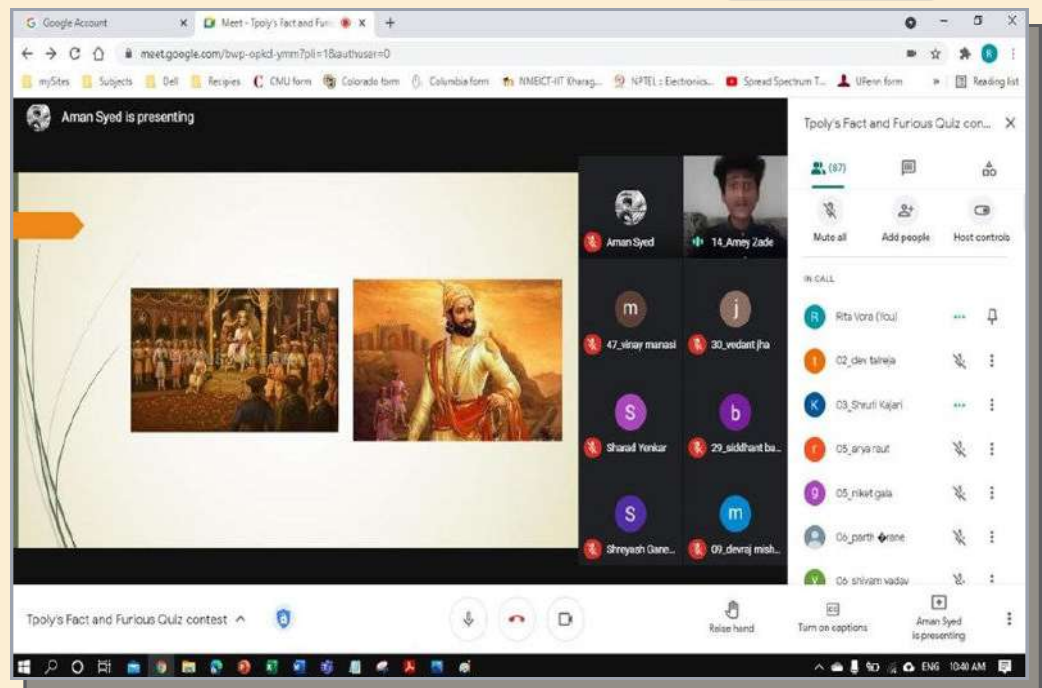 Google Account
Meet - Tpoly's Fact and Furi
meet.google.com/bwp-opkd-ymm?pli=1&authuser=0
mySites Subjects Dell Recipies CMU form Colorado form Columbia form NMEICT-IIT Kharag... NPTEL : Electronics... Spread Spectrum T... UPenn form » Reading list
Aman Syed is presenting
Tpoly's Fact and Furious Quiz con...
(87)
Mute all Add people Host controls
IN CALL
R Rita Vora (You)
02_dev talreja
K 03_Shruti Kajari
r 05_arya raut
g 05_niket gala
06_parth �rane
06_shivam yadav
Aman Syed
14_Amey Zade
m 47_vinay manasi
j 30_vedant jha
S Sharad Yenkar
b 29_siddhant ba...
S Shreyash Gane...
m 09_devraj mish...
Tpoly's Fact and Furious Quiz contest
Raise hand
Turn on captions
Aman Syed
is presenting
ENG 10:40 AM